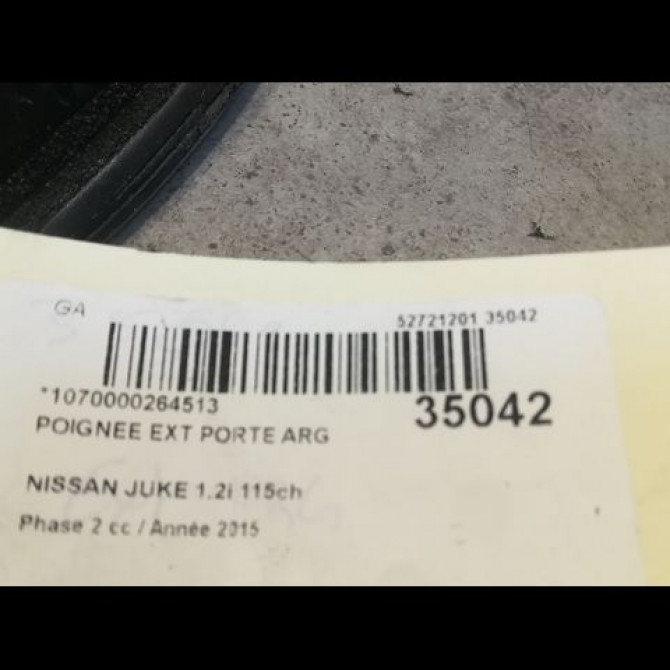 GA
52721201 35042
*1070000264513
35042
POIGNEE EXT PORTE ARG
NISSAN JUKE 1.2i 115ch
Phase 2 cc / Année 2015